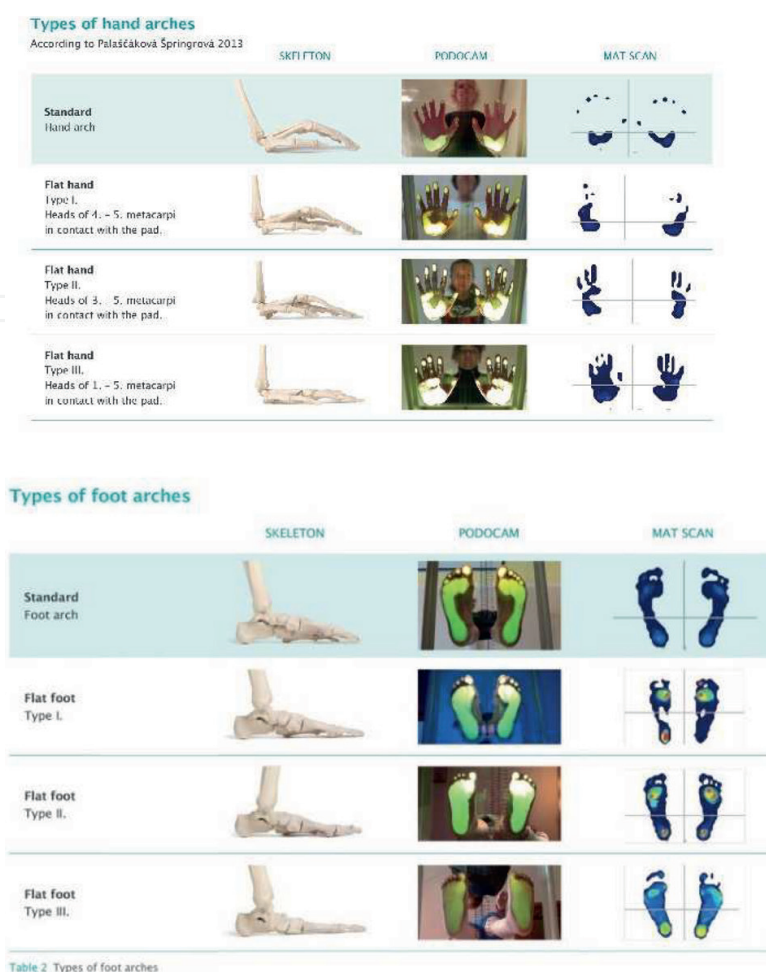 Types of hand arches
According to Palaščáková Špringrová 2013
SKELETON PODOCAM MAT SCAN
Standard
Hand arch
Flat hand
Type I.
Heads of 4. – 5. metacarpi
in contact with the pad.
Flat hand
Type II.
Heads of 3. – 5. metacarpi
in contact with the pad.
Flat hand
Type III.
Heads of 1. – 5. metacarpi
in contact with the pad.
Types of foot arches
SKELETON PODOCAM MAT SCAN
Standard
Foot arch
Flat foot
Type I.
Flat foot
Type II.
Flat foot
Type III.
Table 2 Types of foot arches